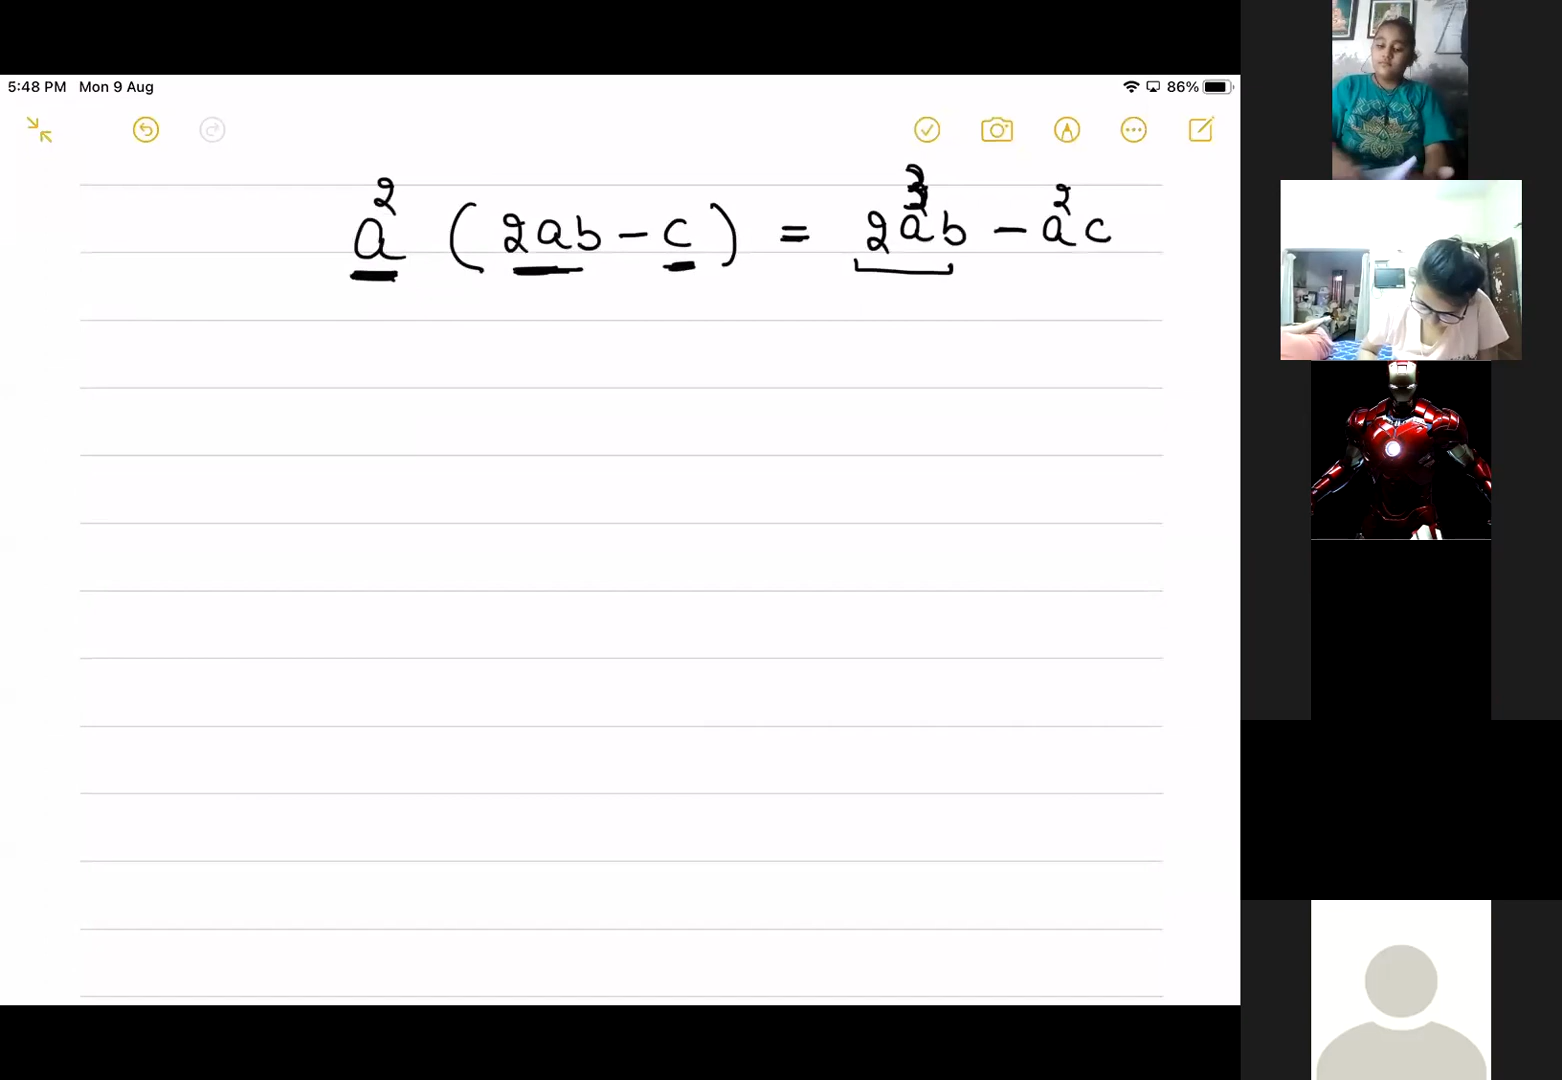 5:48 PM Mon 9 Aug 86%
a² (2ab - c) = 2a³b - a²c